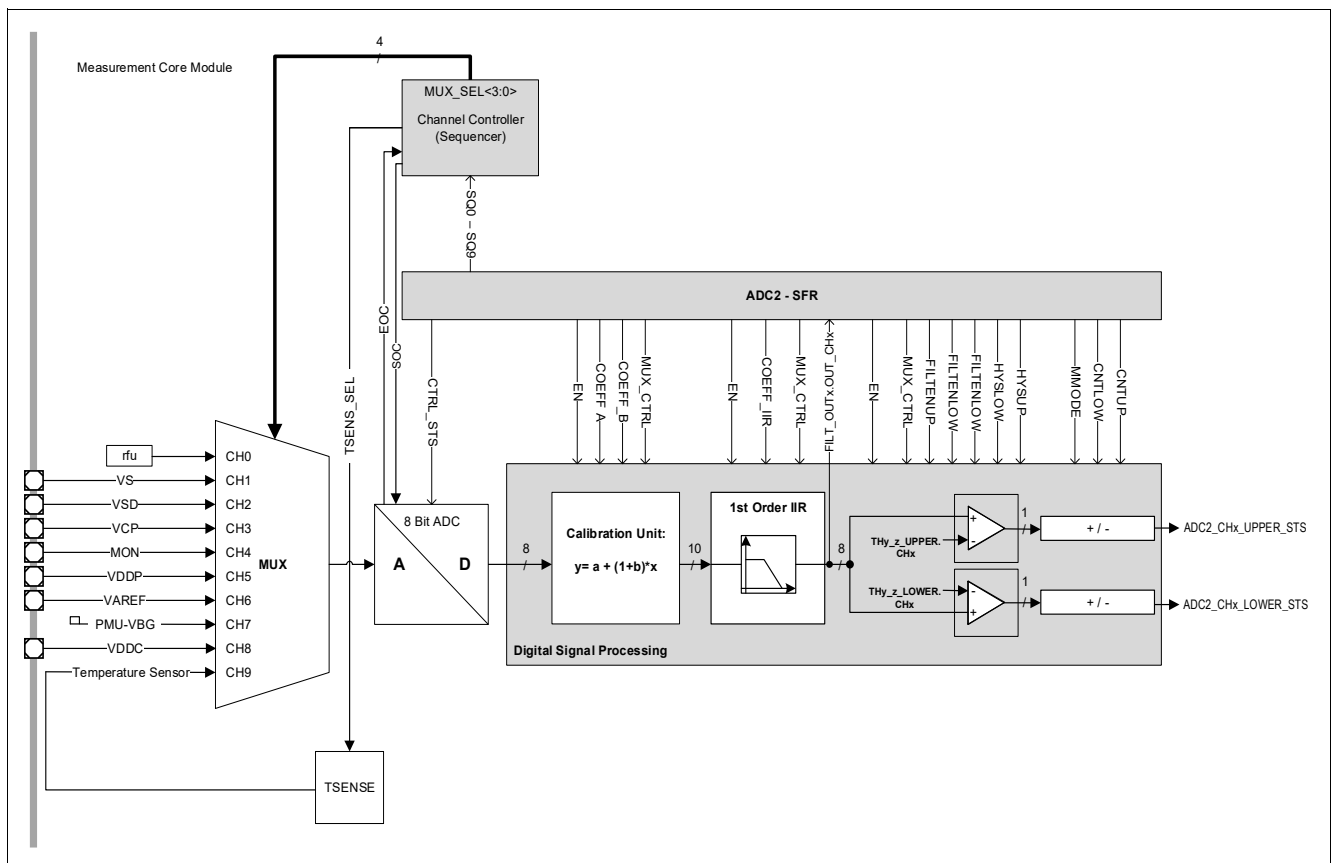 4
Measurement Core Module
MUX_SEL<3:0>
Channel Controller
(Sequencer)
SQ0 – SQ9
ADC2 - SFR
TSENS_SEL
EOC
SOC
CTRL_STS
EN
COEFF_A
COEFF_B
MUX_CTRL
EN
COEFF_IIR
MUX_CTRL
FILT_OUTx.OUT_CHx
EN
MUX_CTRL
FILTENUP
FILTENLOW
FILTENLOW
HYSLOW
HYSUP
MMODE
CNTLOW
CNTUP
rfu
CH0
VS
CH1
VSD
CH2
VCP
CH3
MON
CH4
VDDP
CH5
VAREF
CH6
PMU-VBG
CH7
VDDC
CH8
Temperature Sensor
CH9
MUX
8 Bit ADC
A
D
8
Calibration Unit:
y= a + (1+b)*x
10
1st Order IIR
8
+
-
THy_z_UPPER.
CHx
1
+ / -
ADC2_CHx_UPPER_STS
THy_z_LOWER.
CHx
-
+
1
+ / -
ADC2_CHx_LOWER_STS
Digital Signal Processing
TSENSE